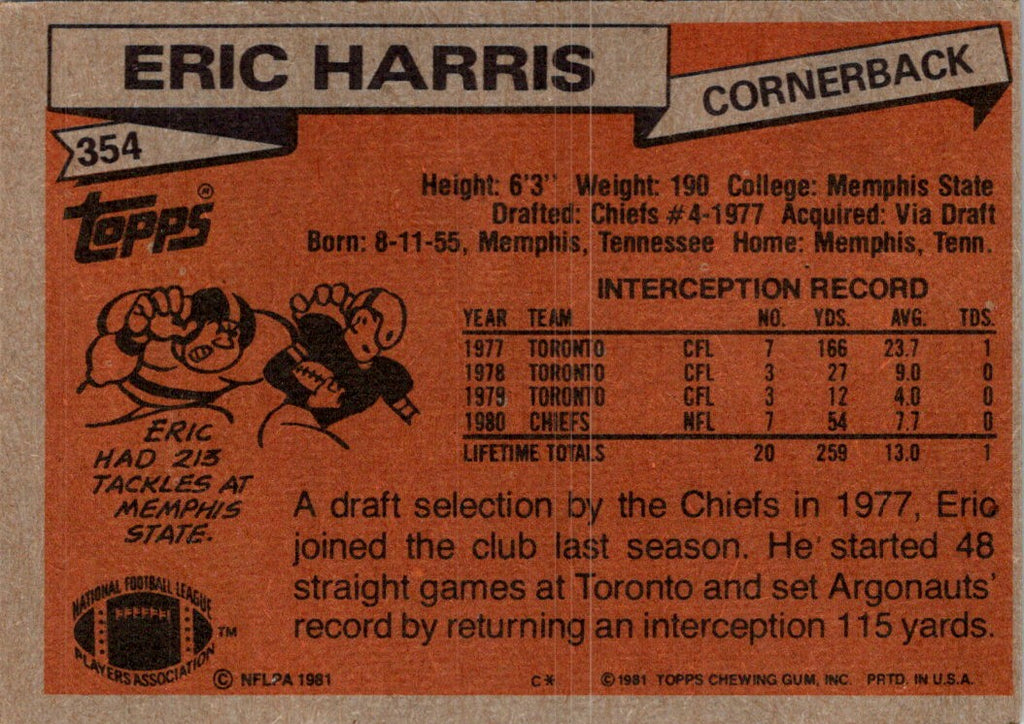 ERIC HARRIS
CORNERBACK
354
TOPPS
Height: 6'3" Weight: 190 College: Memphis State
Drafted: Chiefs #4-1977 Acquired: Via Draft
Born: 8-11-55, Memphis, Tennessee Home: Memphis, Tenn.
INTERCEPTION RECORD
YEAR TEAM NO. YDS. AVG. TDS.
1977 TORONTO CFL 7 166 23.7 1
1978 TORONTO CFL 3 27 9.0 0
1979 TORONTO CFL 3 12 4.0 0
1980 CHIEFS NFL 7 54 7.7 0
LIFETIME TOTALS 20 259 13.0 1
ERIC
HAD 213
TACKLES AT
MEMPHIS
STATE.
A draft selection by the Chiefs in 1977, Eric
joined the club last season. He started 48
straight games at Toronto and set Argonauts'
record by returning an interception 115 yards.
NATIONAL FOOTBALL LEAGUE
PLAYERS ASSOCIATION
TM
© NFLPA 1981
C*
© 1981 TOPPS CHEWING GUM, INC. PRTD. IN U.S.A.